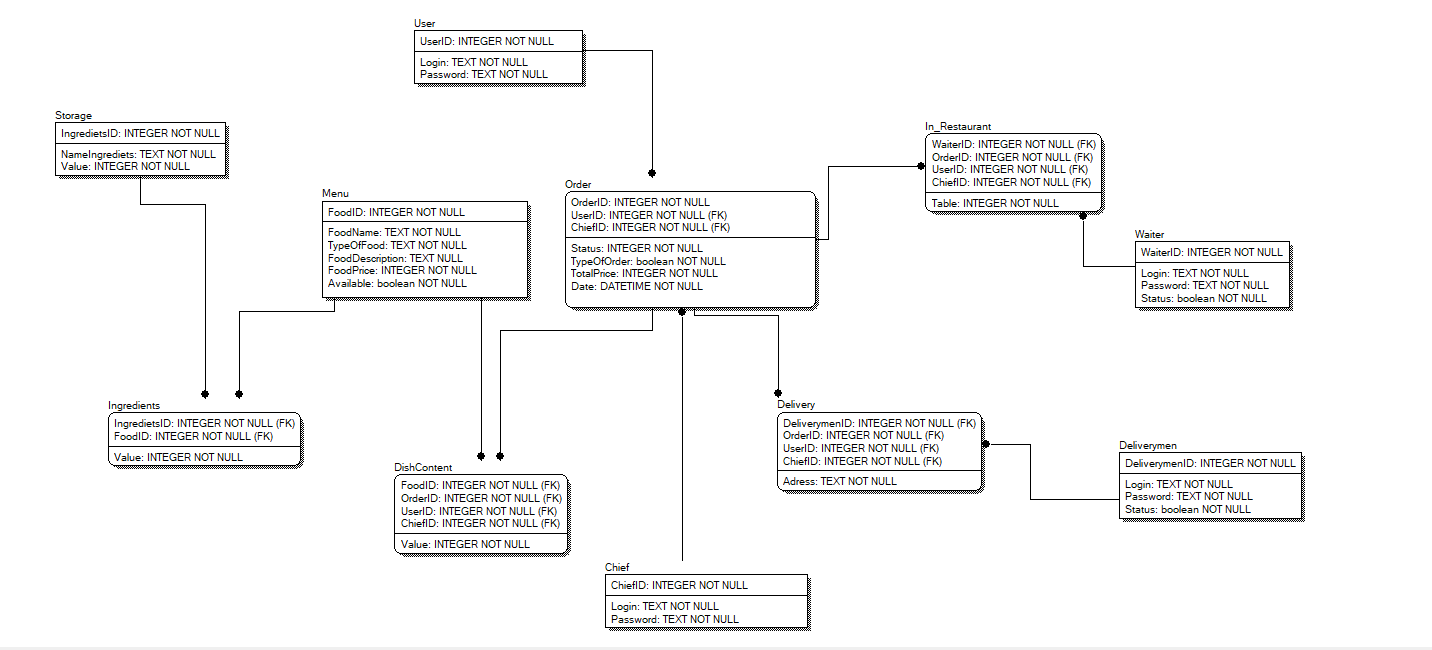 User
UserID: INTEGER NOT NULL
Login: TEXT NOT NULL
Password: TEXT NOT NULL
Storage
IngredietsID: INTEGER NOT NULL
NameIngrediets: TEXT NOT NULL
Value: INTEGER NOT NULL
In_Restaurant
WaiterID: INTEGER NOT NULL (FK)
OrderID: INTEGER NOT NULL (FK)
UserID: INTEGER NOT NULL (FK)
ChiefID: INTEGER NOT NULL (FK)
Table: INTEGER NOT NULL
Menu
FoodID: INTEGER NOT NULL
FoodName: TEXT NOT NULL
TypeOfFood: TEXT NOT NULL
FoodDescription: TEXT NULL
FoodPrice: INTEGER NOT NULL
Available: boolean NOT NULL
Order
OrderID: INTEGER NOT NULL
UserID: INTEGER NOT NULL (FK)
ChiefID: INTEGER NOT NULL (FK)
Status: INTEGER NOT NULL
TypeOfOrder: boolean NOT NULL
TotalPrice: INTEGER NOT NULL
Date: DATETIME NOT NULL
Waiter
WaiterID: INTEGER NOT NULL
Login: TEXT NOT NULL
Password: TEXT NOT NULL
Status: boolean NOT NULL
Ingredients
IngredietsID: INTEGER NOT NULL (FK)
FoodID: INTEGER NOT NULL (FK)
Value: INTEGER NOT NULL
DishContent
FoodID: INTEGER NOT NULL (FK)
OrderID: INTEGER NOT NULL (FK)
UserID: INTEGER NOT NULL (FK)
ChiefID: INTEGER NOT NULL (FK)
Value: INTEGER NOT NULL
Delivery
DeliverymenID: INTEGER NOT NULL (FK)
OrderID: INTEGER NOT NULL (FK)
UserID: INTEGER NOT NULL (FK)
ChiefID: INTEGER NOT NULL (FK)
Adress: TEXT NOT NULL
Deliverymen
DeliverymenID: INTEGER NOT NULL
Login: TEXT NOT NULL
Password: TEXT NOT NULL
Status: boolean NOT NULL
Chief
ChiefID: INTEGER NOT NULL
Login: TEXT NOT NULL
Password: TEXT NOT NULL